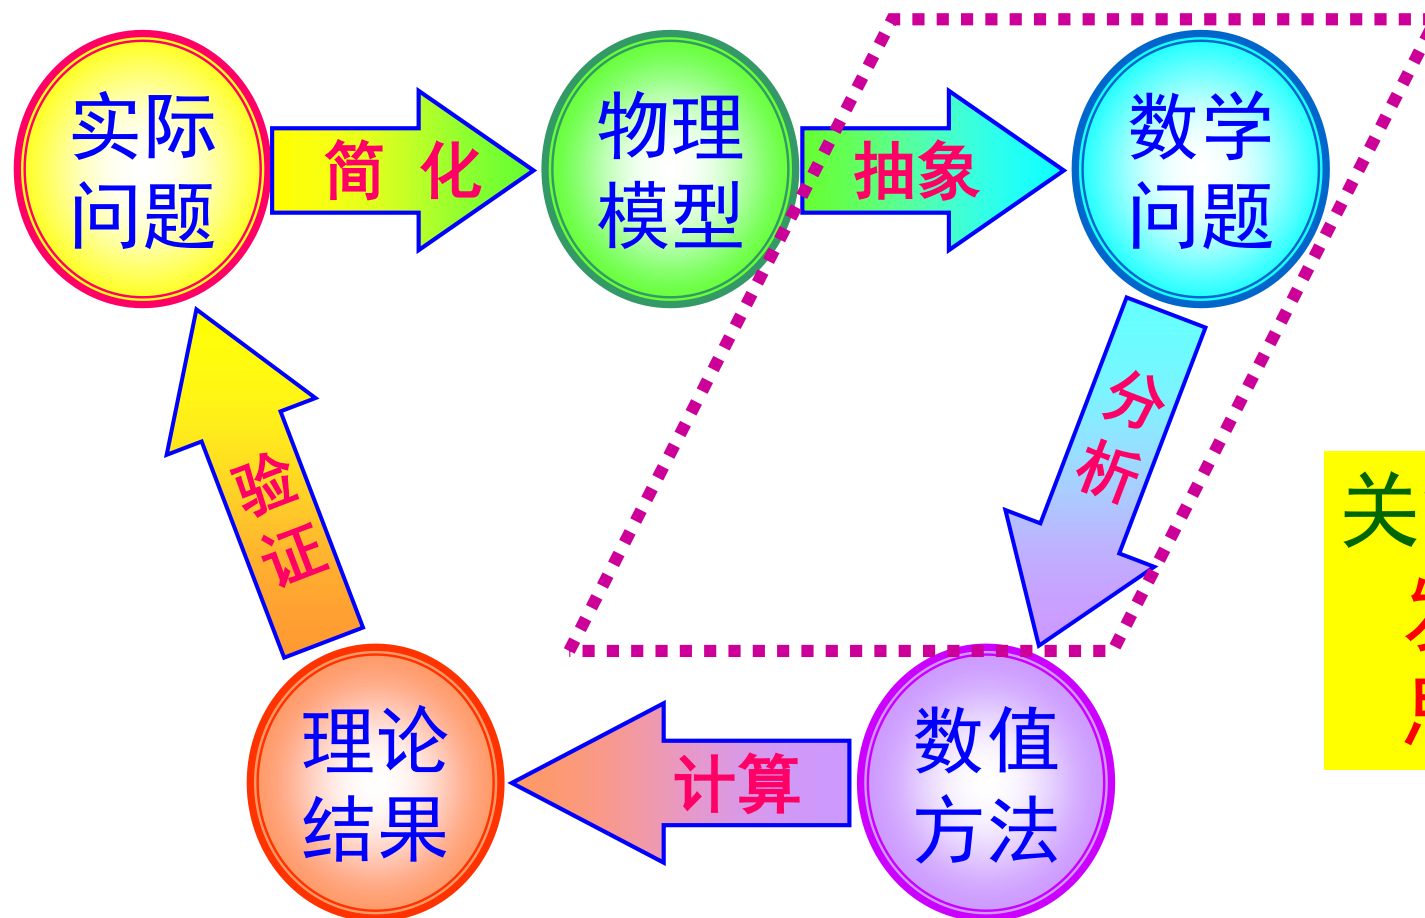 实际
问题
简 化
物理
模型
抽象
数学
问题
分
析
关
数值
方法
计算
理论
结果
验
证